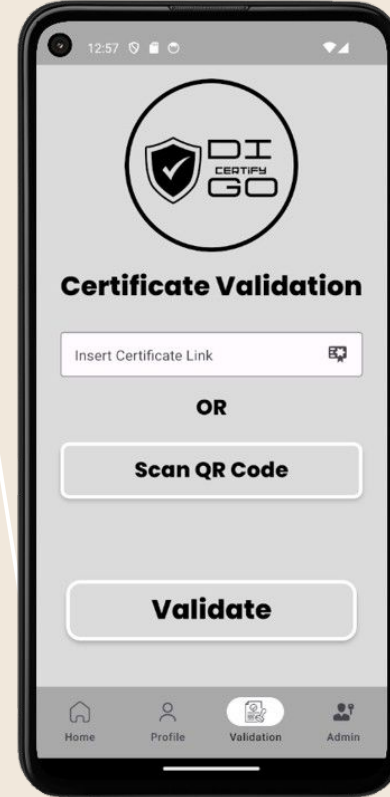 12:57
DI
CERTIFY
GO
Certificate Validation
Insert Certificate Link
OR
Scan QR Code
Validate
Home Profile Validation Admin